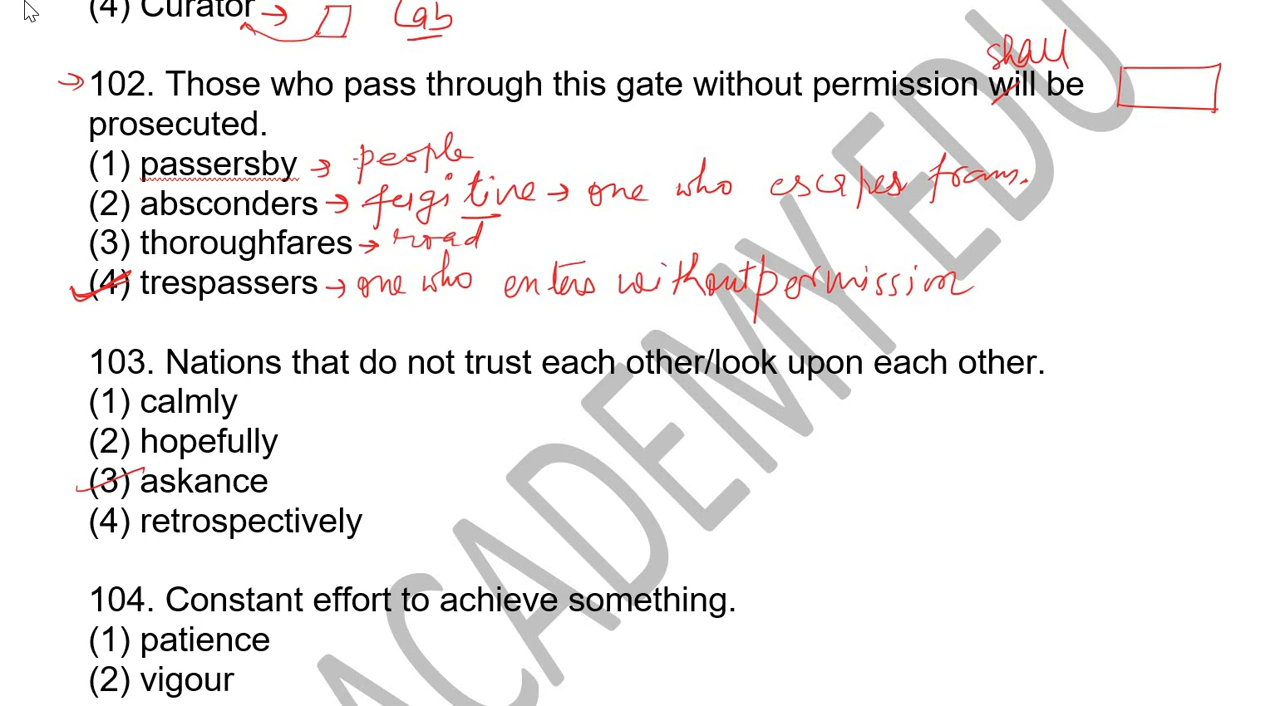 (4) Curator → Lab
shall
→ 102. Those who pass through this gate without permission will be
prosecuted.
(1) passersby → people
(2) absconders → fugitive → one who escapes from.
(3) thoroughfares → road
(4) trespassers → one who enters without permission
103. Nations that do not trust each other/look upon each other.
(1) calmly
(2) hopefully
(3) askance
(4) retrospectively
104. Constant effort to achieve something.
(1) patience
(2) vigour
ACADEMY EDU